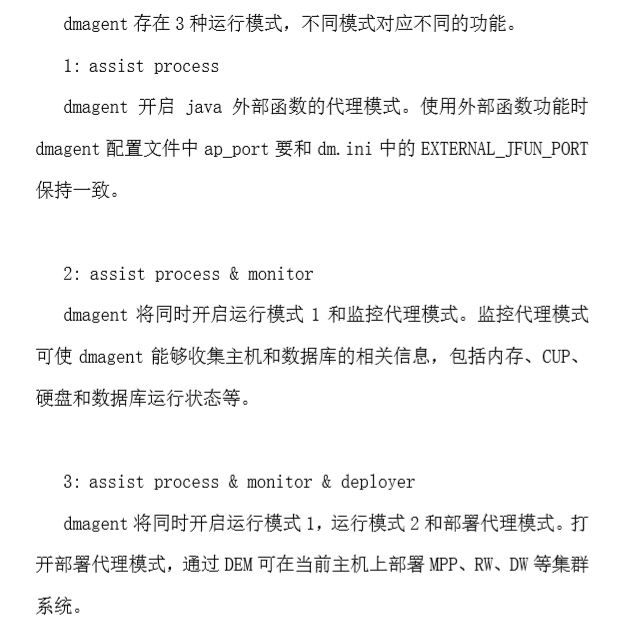 dmagent 存在 3 种运行模式，不同模式对应不同的功能。
1: assist process
dmagent 开启 java 外部函数的代理模式。使用外部函数功能时
dmagent 配置文件中 ap_port 要和 dm.ini 中的 EXTERNAL_JFUN_PORT
保持一致。
2: assist process & monitor
dmagent 将同时开启运行模式 1 和监控代理模式。监控代理模式
可使 dmagent 能够收集主机和数据库的相关信息，包括内存、CUP、
硬盘和数据库运行状态等。
3: assist process & monitor & deployer
dmagent 将同时开启运行模式 1，运行模式 2 和部署代理模式。打
开部署代理模式，通过 DEM 可在当前主机上部署 MPP、RW、DW 等集群
系统。